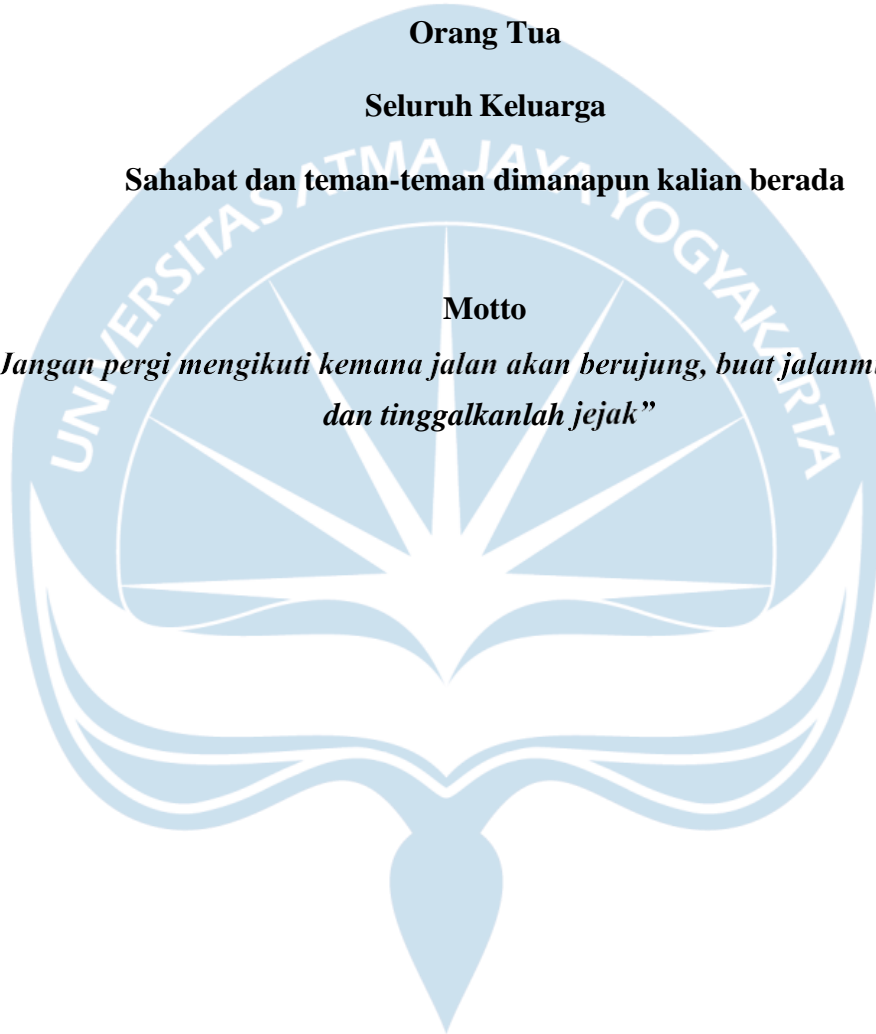 Orang Tua
Seluruh Keluarga
Sahabat dan teman-teman dimanapun kalian berada
UNIVERSITAS ATMA JAYA YOGYAKARTA
Motto
Jangan pergi mengikuti kemana jalan akan berujung, buat
dan tinggalkanlah jejak”